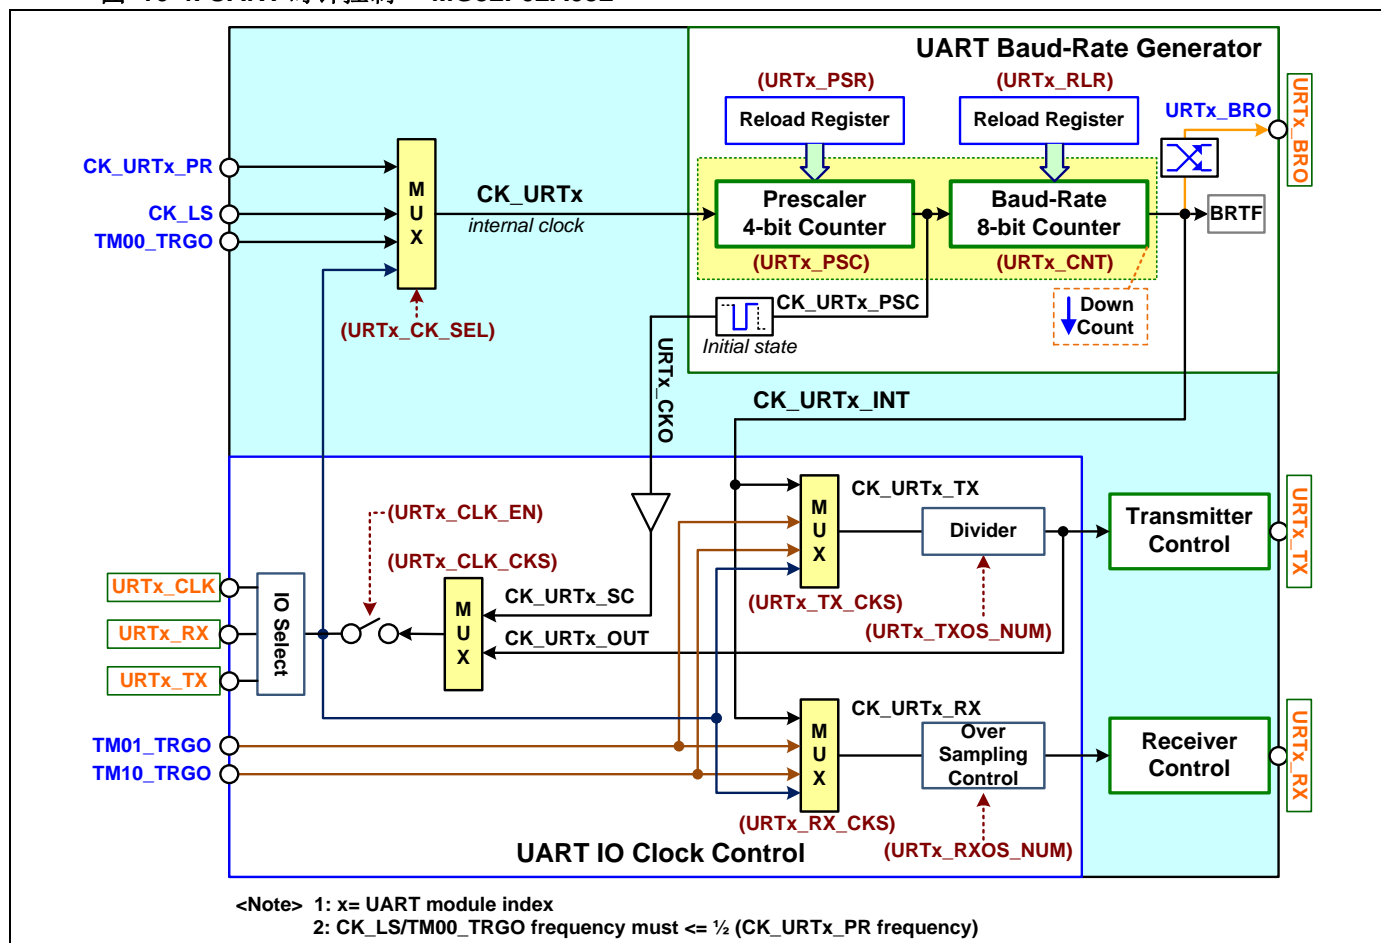 UART Baud-Rate Generator
(URTx_PSR)
(URTx_RLR)
Reload Register
Reload Register
URTx_BRO
URTx_BRO
CK_URTx_PR
CK_LS
TM00_TRGO
MUX
CK_URTx
internal clock
Prescaler
4-bit Counter
Baud-Rate
8-bit Counter
BRTF
(URTx_PSC)
(URTx_CNT)
(URTx_CK_SEL)
CK_URTx_PSC
Initial state
Down
Count
URTx_CKO
CK_URTx_INT
(URTx_CLK_EN)
(URTx_CLK_CKS)
MUX
CK_URTx_TX
Divider
Transmitter
Control
URTx_TX
URTx_CLK
URTx_RX
URTx_TX
IO Select
MUX
CK_URTx_SC
CK_URTx_OUT
(URTx_TX_CKS)
(URTx_TXOS_NUM)
TM01_TRGO
TM10_TRGO
MUX
CK_URTx_RX
Over
Sampling
Control
Receiver
Control
URTx_RX
(URTx_RX_CKS)
(URTx_RXOS_NUM)
UART IO Clock Control
<Note> 1: x= UART module index
2: CK_LS/TM00_TRGO frequency must <= ½ (CK_URTx_PR frequency)